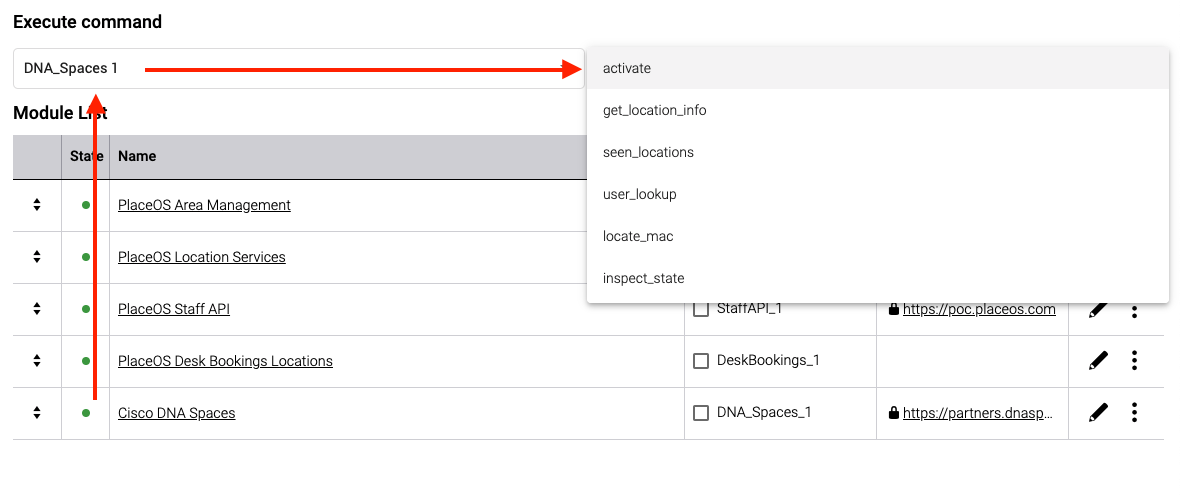 Execute command
DNA_Spaces 1
activate
get_location_info
seen_locations
user_lookup
locate_mac
inspect_state
Module List
State Name
PlaceOS Area Management
PlaceOS Location Services
PlaceOS Staff API StaffAPI_1 https://poc.placeos.com
PlaceOS Desk Bookings Locations DeskBookings_1
Cisco DNA Spaces DNA_Spaces_1 https://partners.dnasp...